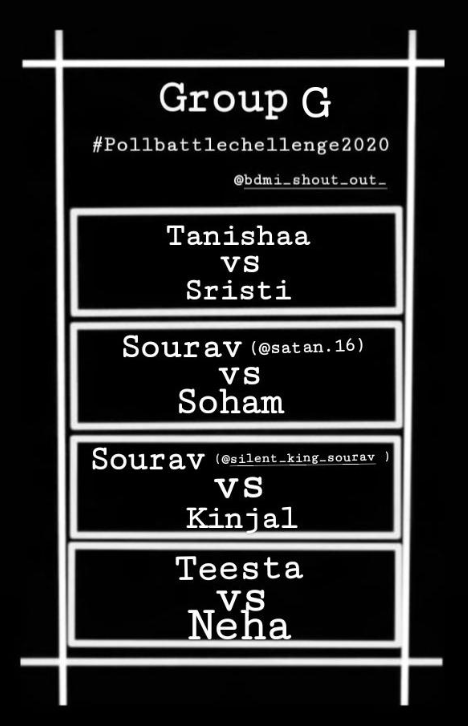 Group G
#Pollbattlechellenge2020
@bdmi_shout_out_
Tanishaa
vs
Sristi
Sourav (@satan.16)
vs
Soham
Sourav (@silent_king_sourav )
vs
Kinjal
Teesta
vs
Neha